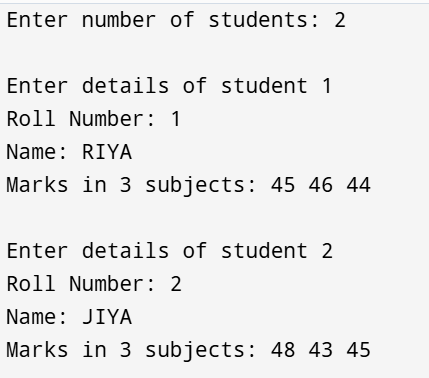 Enter number of students: 2
Enter details of student 1
Roll Number: 1
Name: RIYA
Marks in 3 subjects: 45 46 44
Enter details of student 2
Roll Number: 2
Name: JIYA
Marks in 3 subjects: 48 43 45